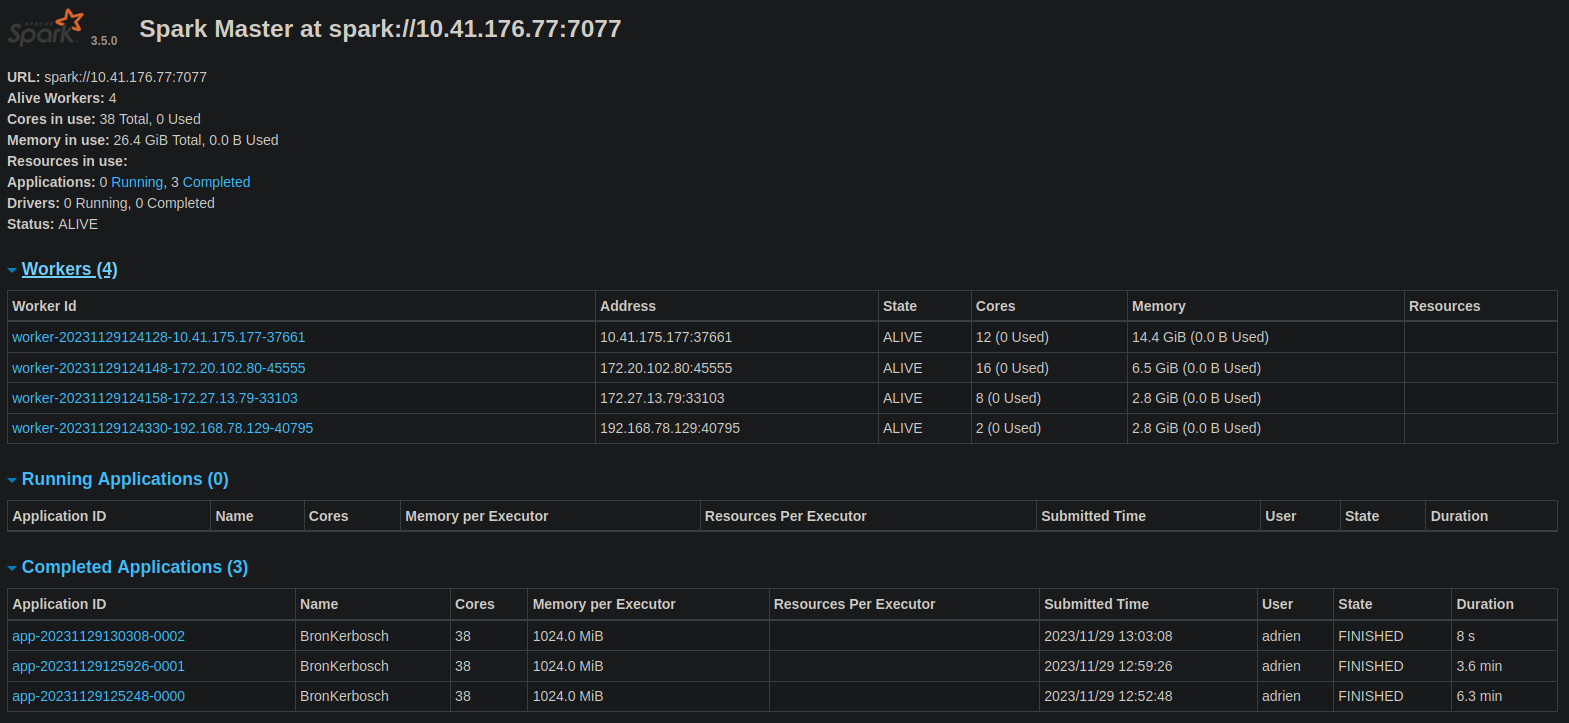 APACHE
Spark 3.5.0 Spark Master at spark://10.41.176.77:7077
URL: spark://10.41.176.77:7077
Alive Workers: 4
Cores in use: 38 Total, 0 Used
Memory in use: 26.4 GiB Total, 0.0 B Used
Resources in use:
Applications: 0 Running, 3 Completed
Drivers: 0 Running, 0 Completed
Status: ALIVE
Workers (4)
Worker Id Address State Cores Memory Resources
worker-20231129124128-10.41.175.177-37661 10.41.175.177:37661 ALIVE 12 (0 Used) 14.4 GiB (0.0 B Used)
worker-20231129124148-172.20.102.80-45555 172.20.102.80:45555 ALIVE 16 (0 Used) 6.5 GiB (0.0 B Used)
worker-20231129124158-172.27.13.79-33103 172.27.13.79:33103 ALIVE 8 (0 Used) 2.8 GiB (0.0 B Used)
worker-20231129124330-192.168.78.129-40795 192.168.78.129:40795 ALIVE 2 (0 Used) 2.8 GiB (0.0 B Used)
Running Applications (0)
Application ID Name Cores Memory per Executor Resources Per Executor Submitted Time User State Duration
Completed Applications (3)
Application ID Name Cores Memory per Executor Resources Per Executor Submitted Time User State Duration
app-20231129130308-0002 BronKerbosch 38 1024.0 MiB 2023/11/29 13:03:08 adrien FINISHED 8 s
app-20231129125926-0001 BronKerbosch 38 1024.0 MiB 2023/11/29 12:59:26 adrien FINISHED 3.6 min
app-20231129125248-0000 BronKerbosch 38 1024.0 MiB 2023/11/29 12:52:48 adrien FINISHED 6.3 min